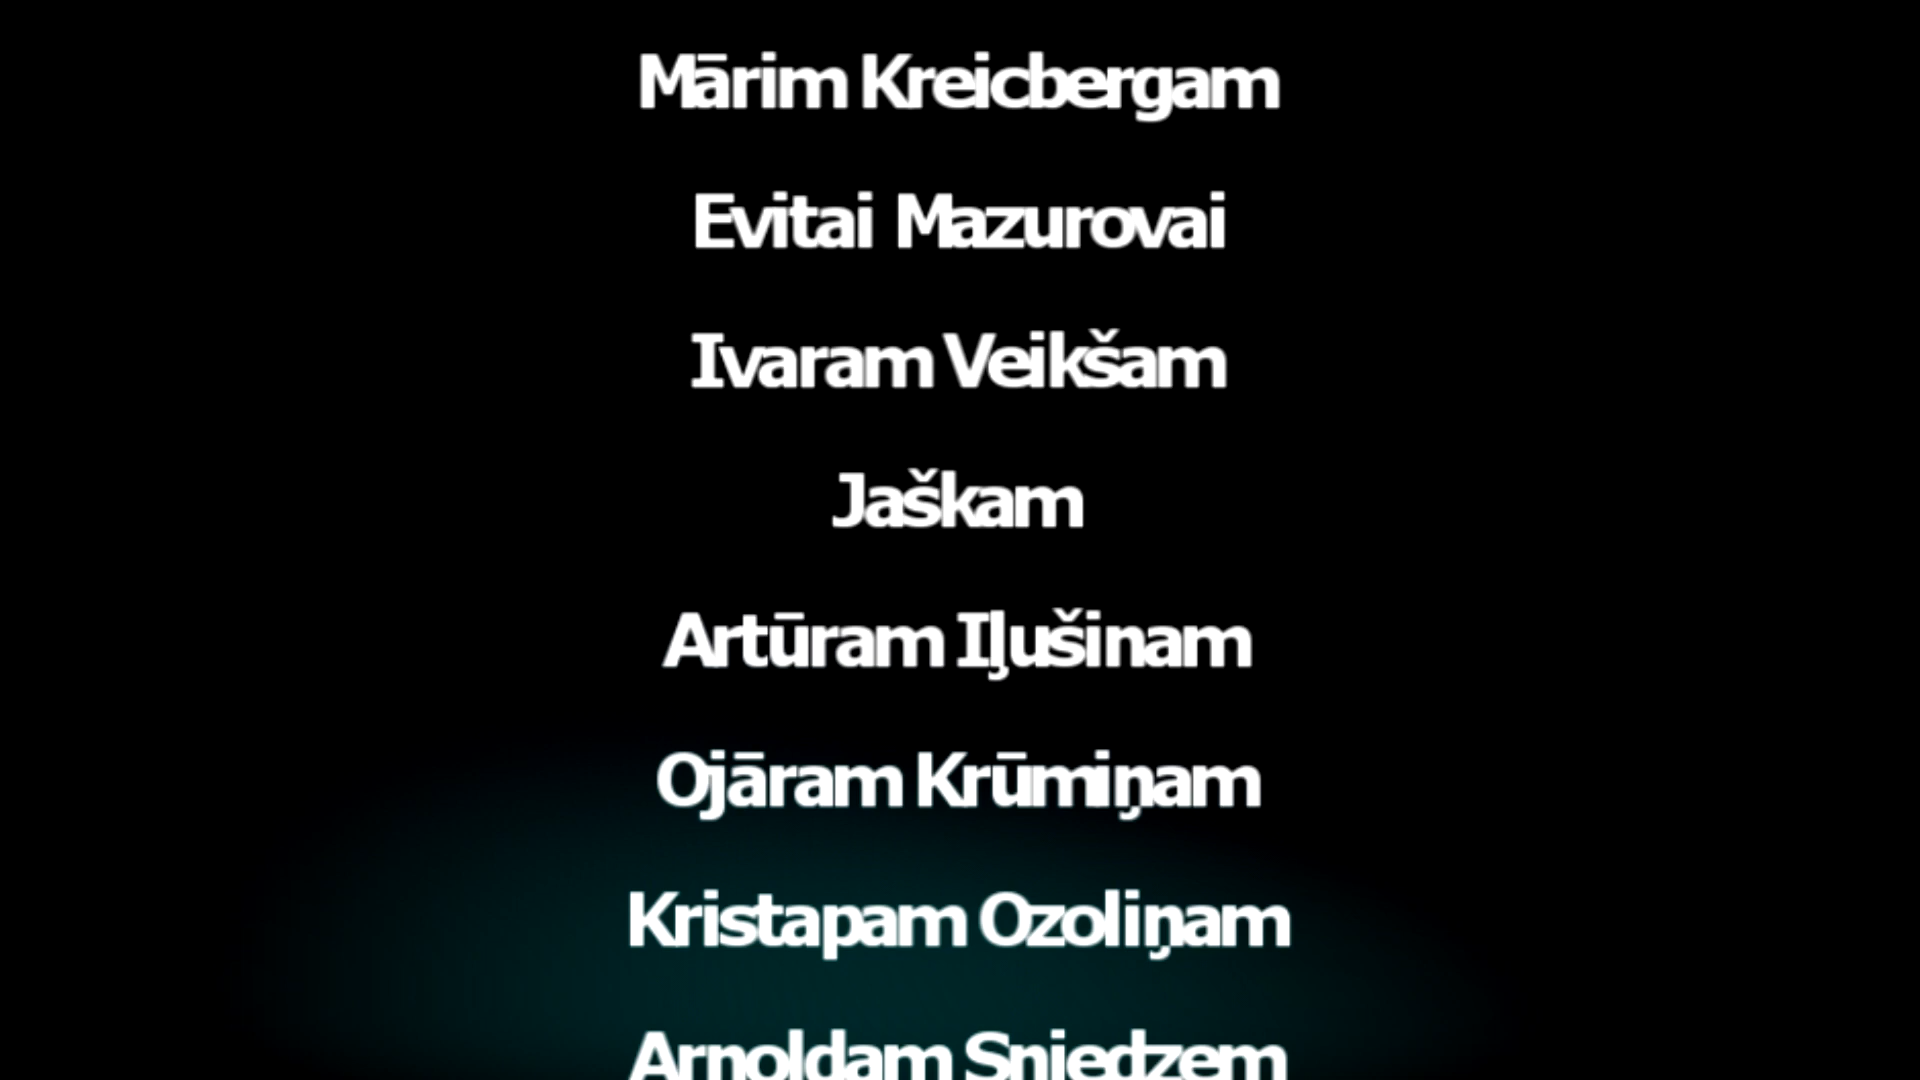 Mārim Kreicbergam
Evitai Mazurovai
Ivaram Veikšam
Jaškam
Artūram Iļušinam
Ojāram Krūmiņam
Kristapam Ozoliņam
Arnoldam Sniedzem